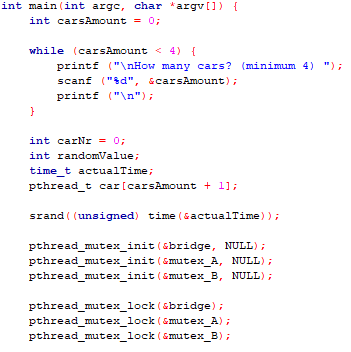 int main(int argc, char *argv[]) {
int carsAmount = 0;
while (carsAmount < 4) {
printf ("\nHow many cars? (minimum 4) ");
scanf ("%d", &carsAmount);
printf ("\n");
}
int carNr = 0;
int randomValue;
time_t actualTime;
pthread_t car[carsAmount + 1];
srand((unsigned) time(&actualTime));
pthread_mutex_init(&bridge, NULL);
pthread_mutex_init(&mutex_A, NULL);
pthread_mutex_init(&mutex_B, NULL);
pthread_mutex_lock(&bridge);
pthread_mutex_lock(&mutex_A);
pthread_mutex_lock(&mutex_B);